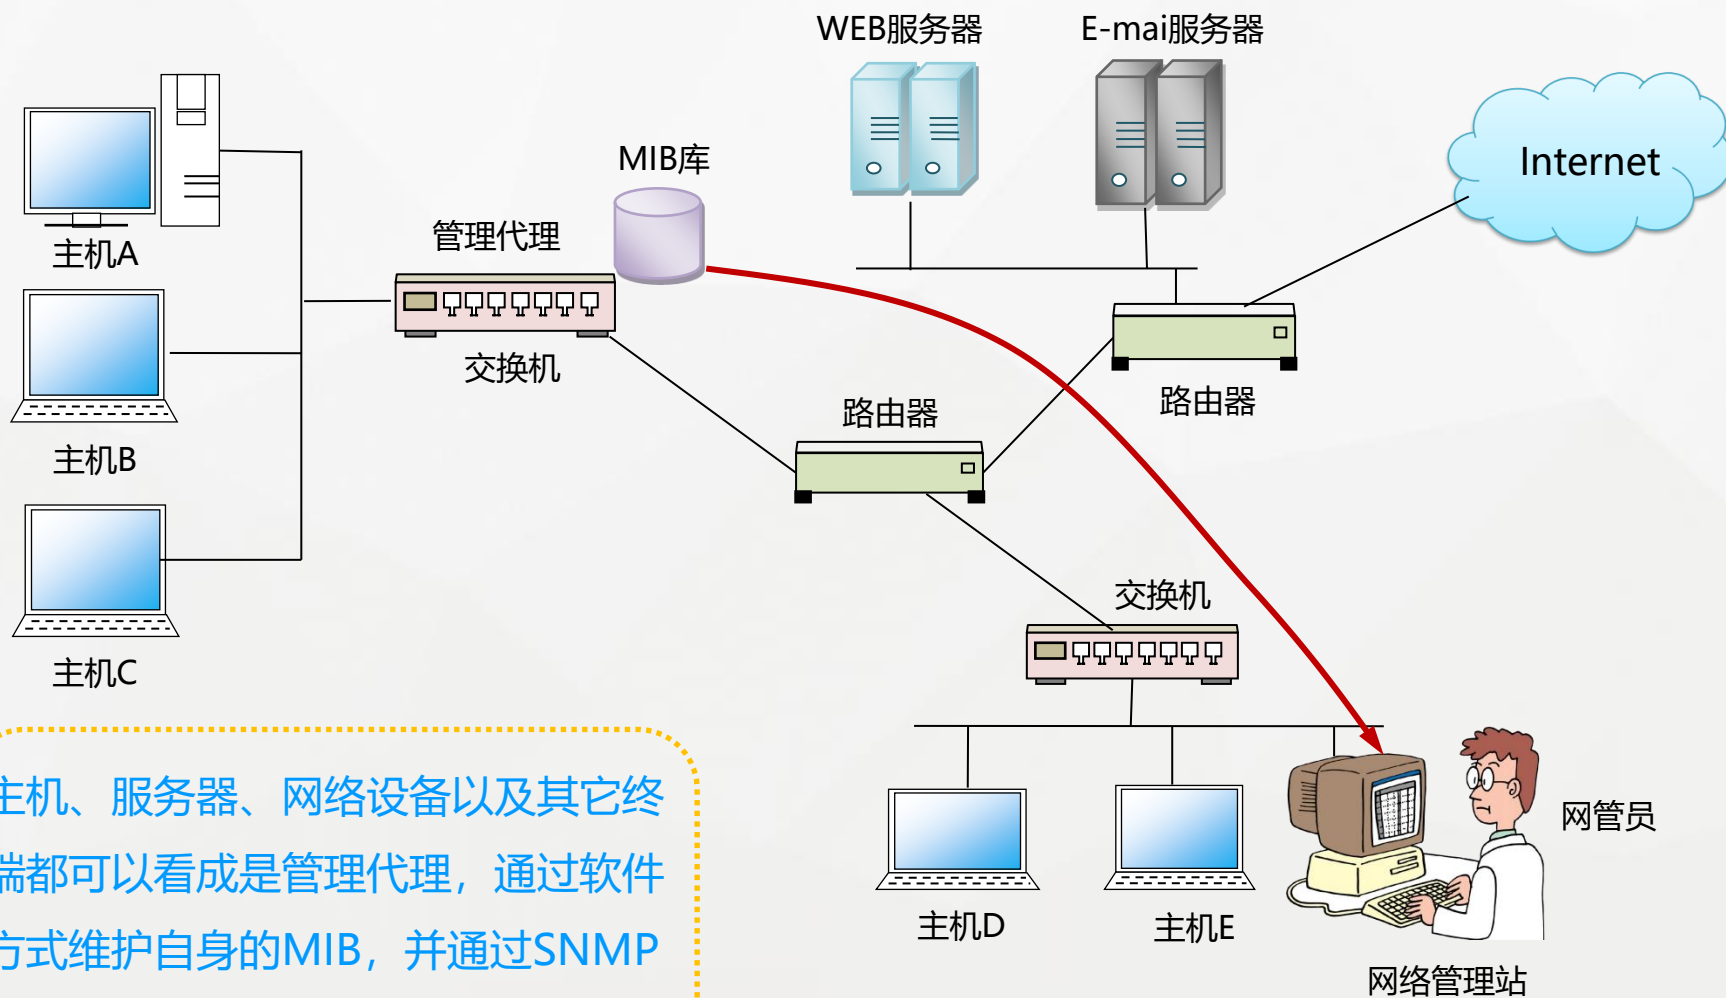 WEB服务器
E-mai服务器
Internet
MIB库
管理代理
主机A
交换机
路由器
路由器
主机B
交换机
主机C
主机、服务器、网络设备以及其它终
端都可以看成是管理代理，通过软件
方式维护自身的MIB，并通过SNMP
网管员
主机D
主机E
网络管理站